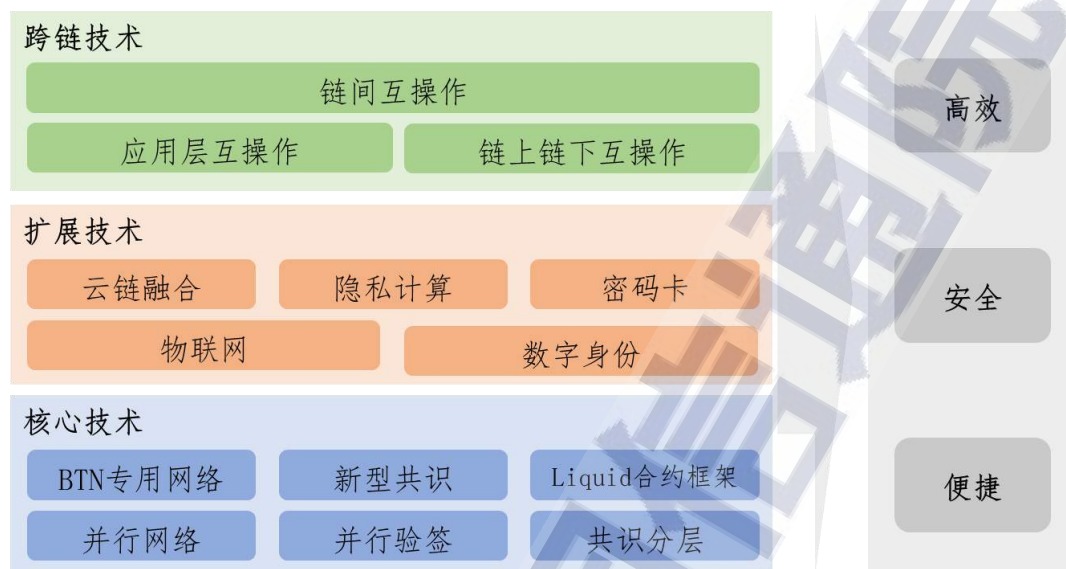 跨链技术
链间互操作
应用层互操作
链上链下互操作
扩展技术
云链融合
隐私计算
密码卡
物联网
数字身份
核心技术
BTN专用网络
新型共识
Liquid合约框架
并行网络
并行验签
共识分层
高效
安全
便捷
信通院